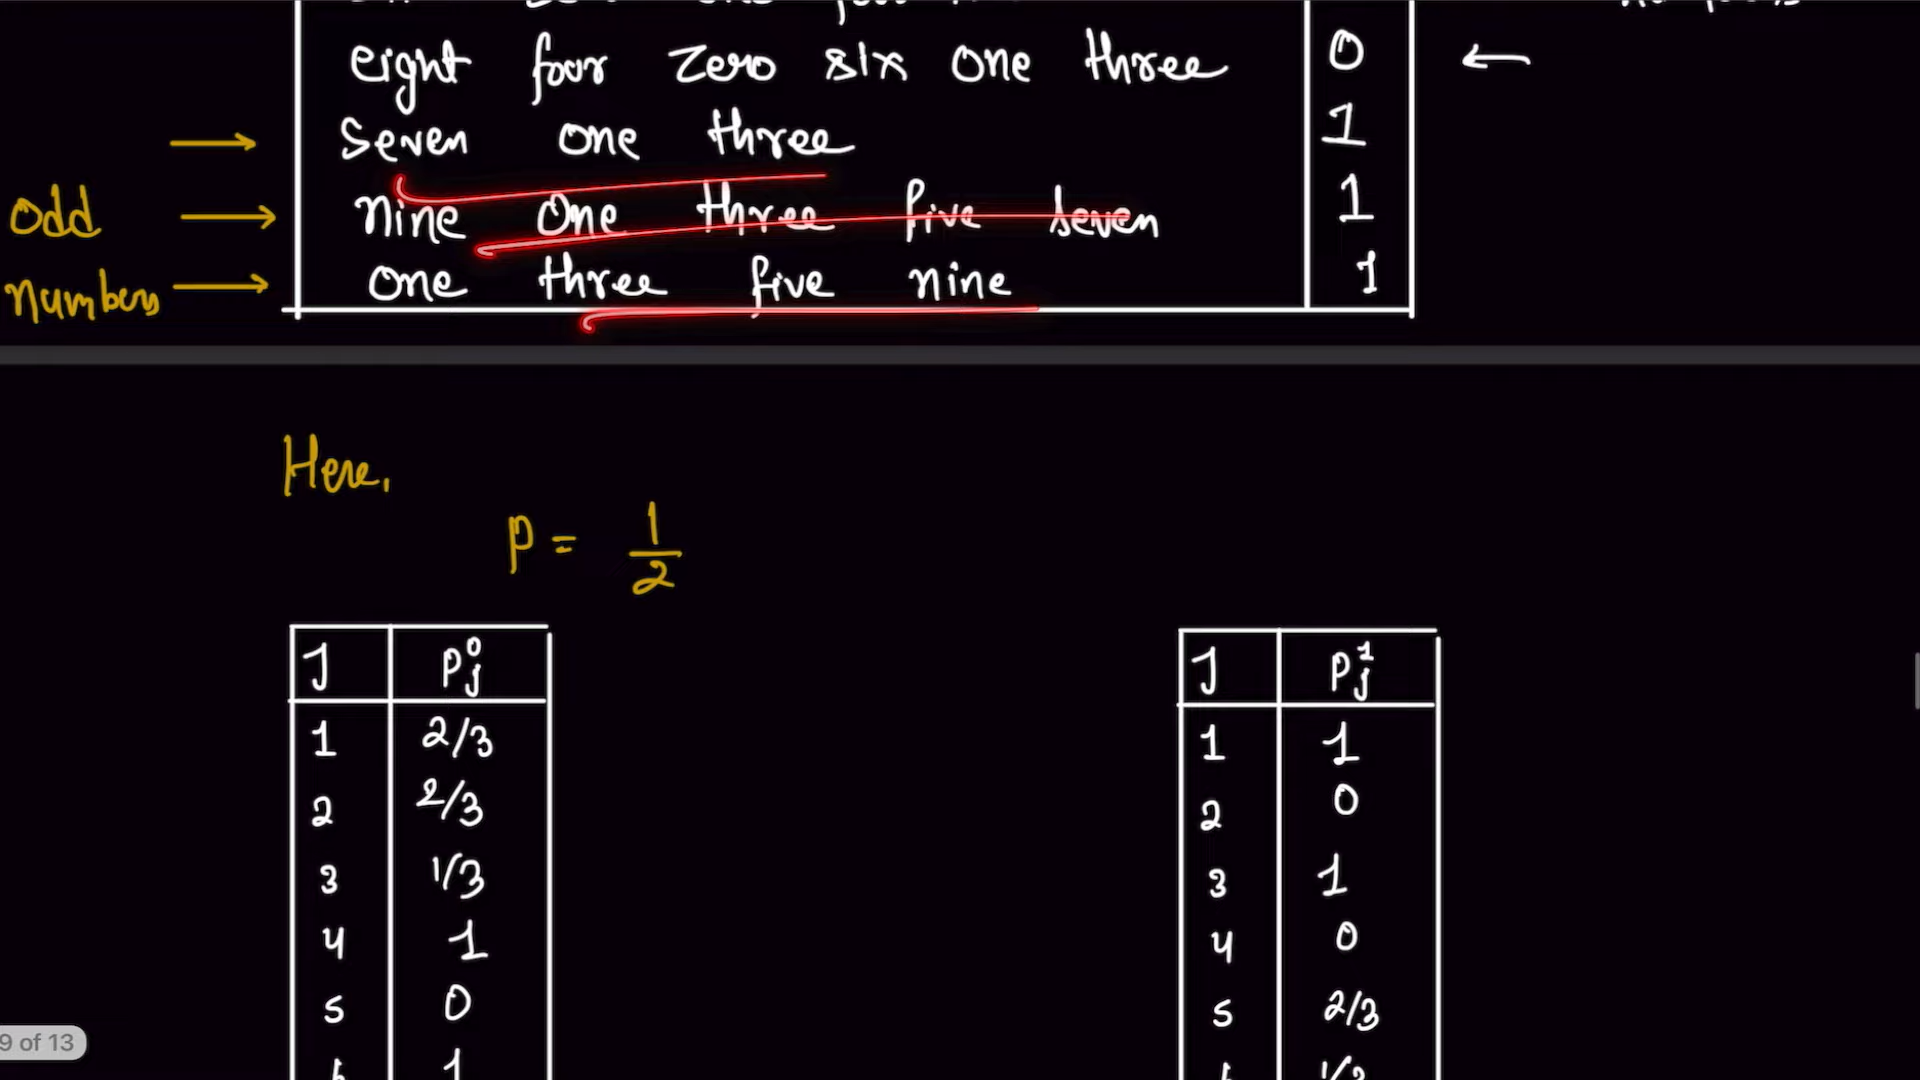 eight four zero six one three 0 ←
→ seven one three 1
odd → nine one three five seven 1
numbers → one three five nine 1
Here,
P = 1/2
J p_j^0
1 2/3
2 2/3
3 1/3
4 1
5 0
J p_j^1
1 1
2 0
3 1
4 0
5 2/3
9 of 13